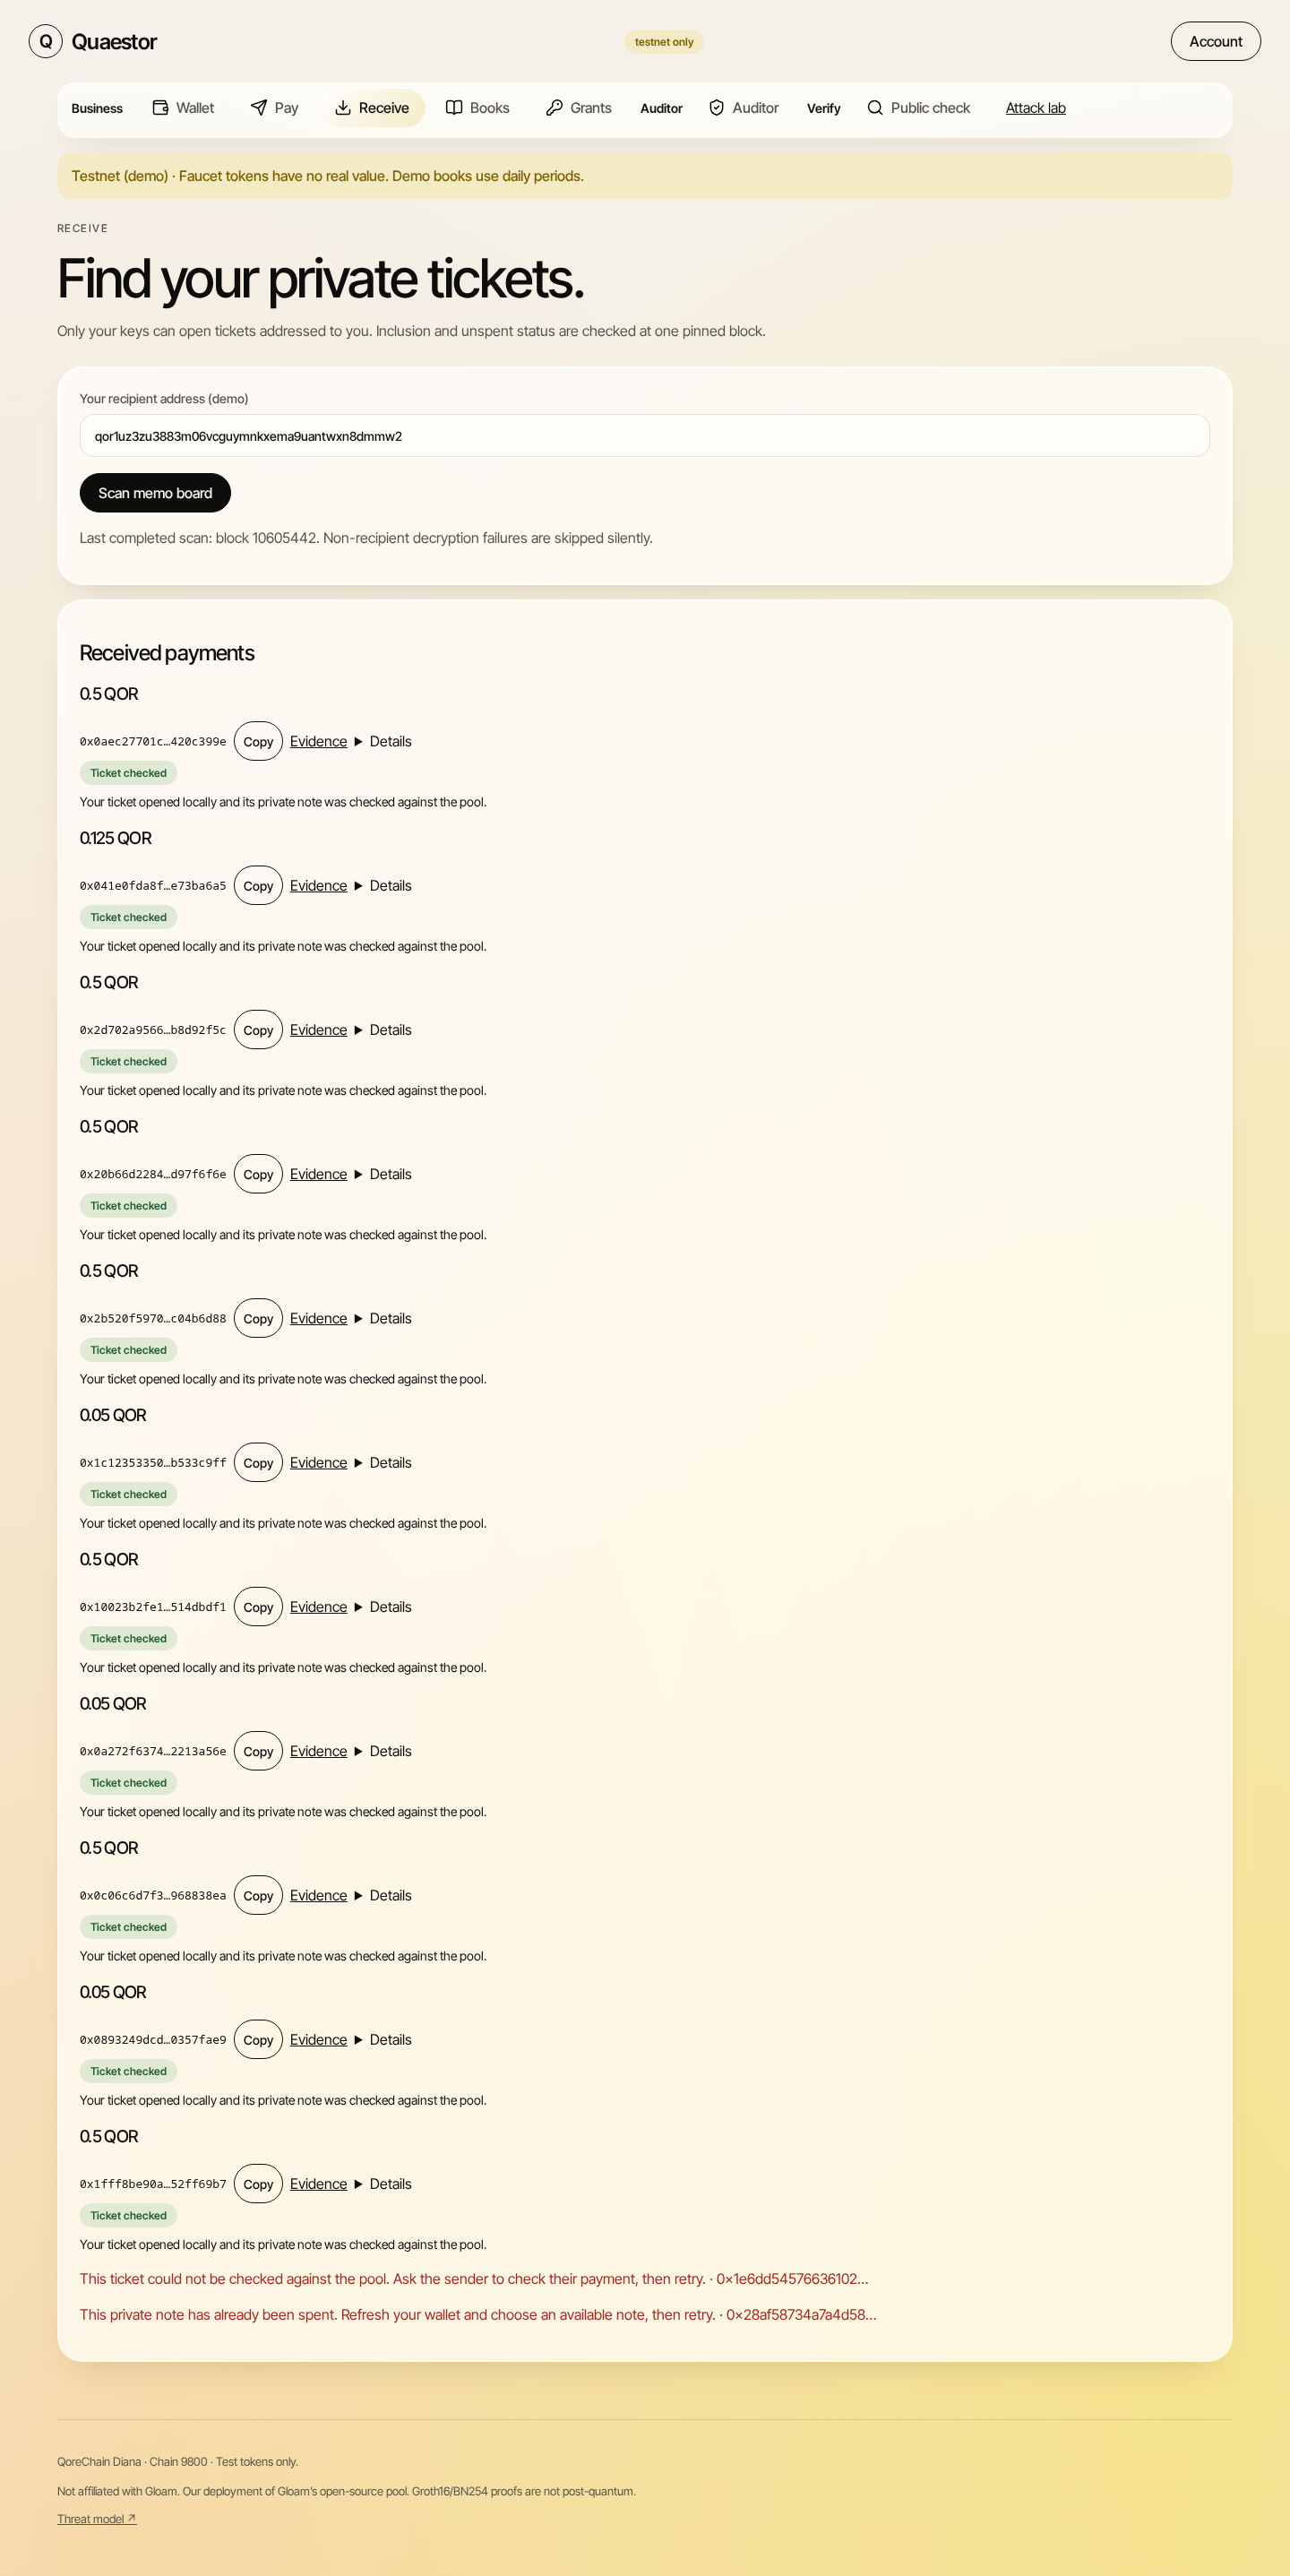 Q Quaestor testnet only Account
Business Wallet Pay Receive Books Grants Auditor Auditor Verify Public check Attack lab
Testnet (demo) · Faucet tokens have no real value. Demo books use daily periods.
RECEIVE
Find your private tickets.
Only your keys can open tickets addressed to you. Inclusion and unspent status are checked at one pinned block.
Your recipient address (demo)
qor1uz3zu3883m06vcguymnkxema9uantwxn8dmmw2
Scan memo board
Last completed scan: block 10605442. Non-recipient decryption failures are skipped silently.
Received payments
0.5 QOR
0x0aec27701c…420c399e Copy Evidence ▶ Details
Ticket checked
Your ticket opened locally and its private note was checked against the pool.
0.125 QOR
0x041e0fda8f…e73ba6a5 Copy Evidence ▶ Details
Ticket checked
Your ticket opened locally and its private note was checked against the pool.
0.5 QOR
0x2d702a9566…b8d92f5c Copy Evidence ▶ Details
Ticket checked
Your ticket opened locally and its private note was checked against the pool.
0.5 QOR
0x20b66d2284…d97f6f6e Copy Evidence ▶ Details
Ticket checked
Your ticket opened locally and its private note was checked against the pool.
0.5 QOR
0x2b520f5970…c04b6d88 Copy Evidence ▶ Details
Ticket checked
Your ticket opened locally and its private note was checked against the pool.
0.05 QOR
0x1c12353350…b533c9ff Copy Evidence ▶ Details
Ticket checked
Your ticket opened locally and its private note was checked against the pool.
0.5 QOR
0x10023b2fe1…514dbdf1 Copy Evidence ▶ Details
Ticket checked
Your ticket opened locally and its private note was checked against the pool.
0.05 QOR
0x0a272f6374…2213a56e Copy Evidence ▶ Details
Ticket checked
Your ticket opened locally and its private note was checked against the pool.
0.5 QOR
0x0c06c6d7f3…968838ea Copy Evidence ▶ Details
Ticket checked
Your ticket opened locally and its private note was checked against the pool.
0.05 QOR
0x0893249dcd…0357fae9 Copy Evidence ▶ Details
Ticket checked
Your ticket opened locally and its private note was checked against the pool.
0.5 QOR
0x1fff8be90a…52ff69b7 Copy Evidence ▶ Details
Ticket checked
Your ticket opened locally and its private note was checked against the pool.
This ticket could not be checked against the pool. Ask the sender to check their payment, then retry. · 0×1e6dd54576636102…
This private note has already been spent. Refresh your wallet and choose an available note, then retry. · 0×28af58734a7a4d58…
QoreChain Diana · Chain 9800 · Test tokens only.
Not affiliated with Gloam. Our deployment of Gloam's open-source pool. Groth16/BN254 proofs are not post-quantum.
Threat model ↗